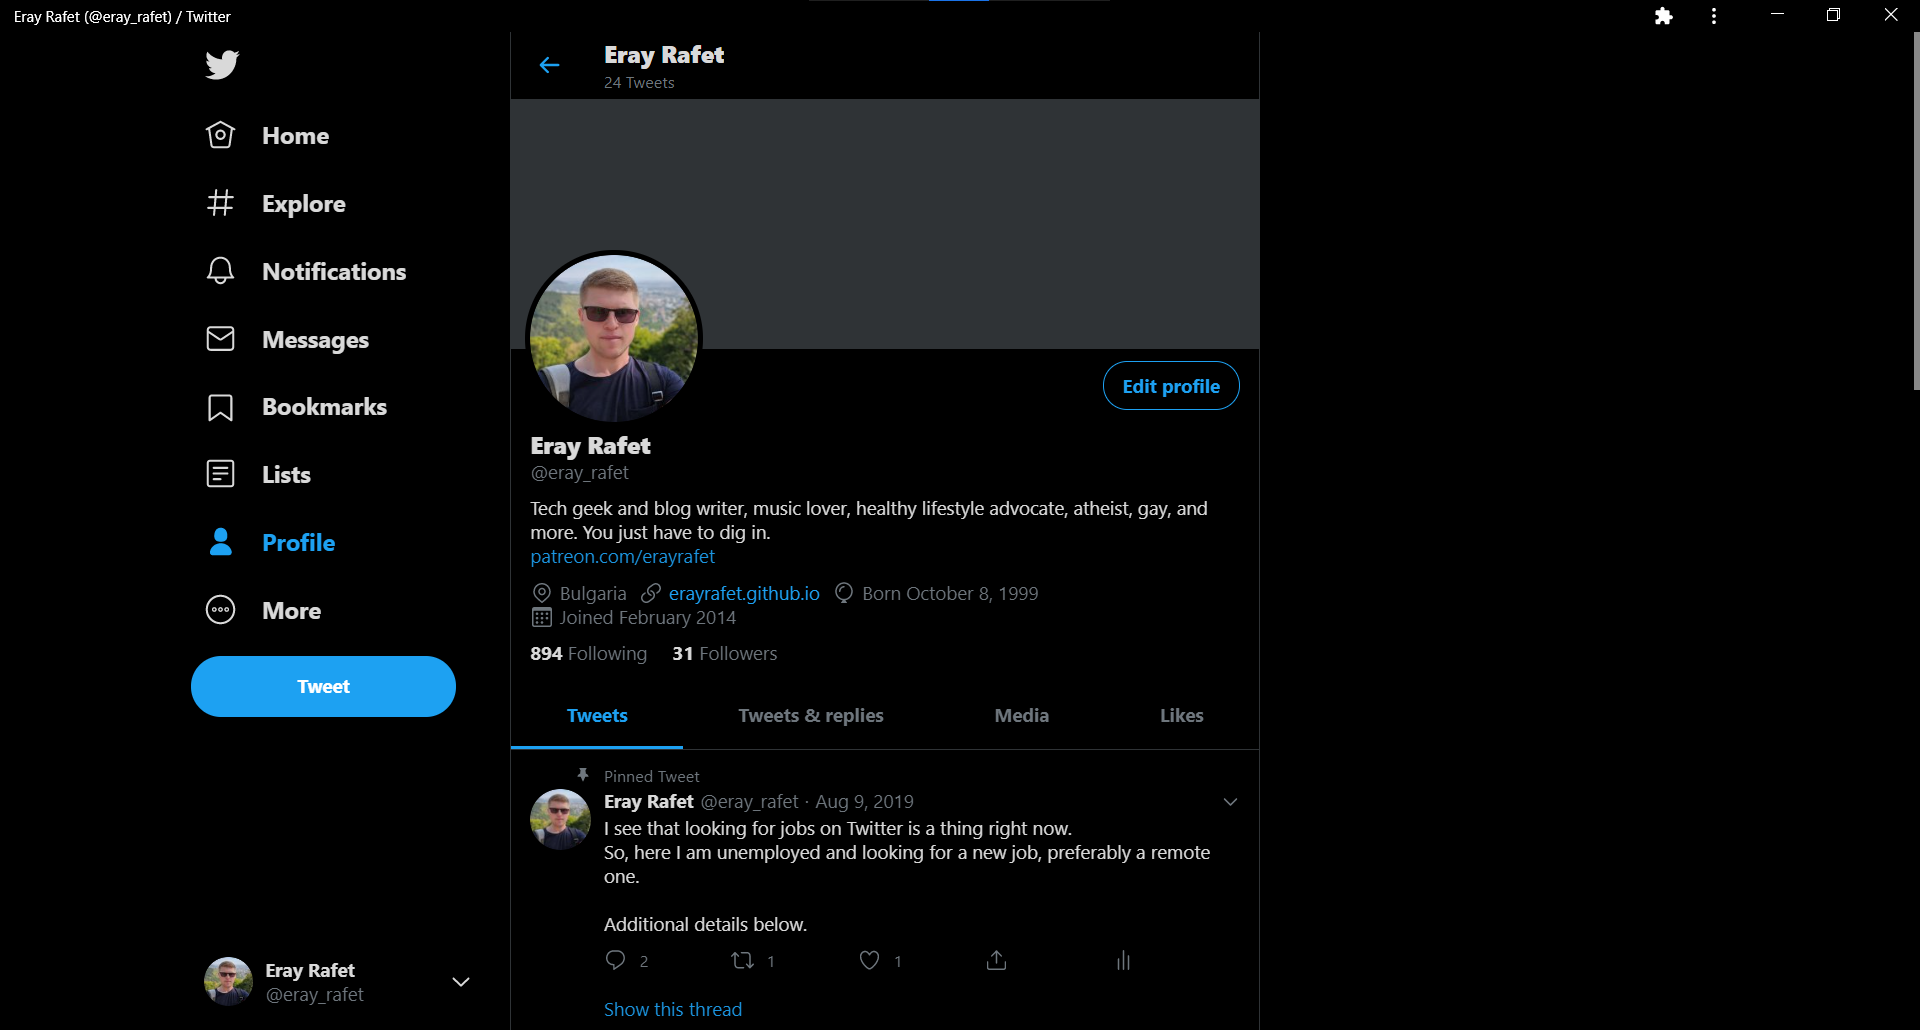 Eray Rafet (@eray_rafet) / Twitter
Home
Explore
Notifications
Messages
Bookmarks
Lists
Profile
More
Tweet
Eray Rafet
@eray_rafet
Eray Rafet
24 Tweets
Edit profile
Eray Rafet
@eray_rafet
Tech geek and blog writer, music lover, healthy lifestyle advocate, atheist, gay, and
more. You just have to dig in.
patreon.com/erayrafet
Bulgaria erayrafet.github.io Born October 8, 1999
Joined February 2014
894 Following 31 Followers
Tweets Tweets & replies Media Likes
Pinned Tweet
Eray Rafet @eray_rafet · Aug 9, 2019
I see that looking for jobs on Twitter is a thing right now.
So, here I am unemployed and looking for a new job, preferably a remote
one.
Additional details below.
2 1 1
Show this thread